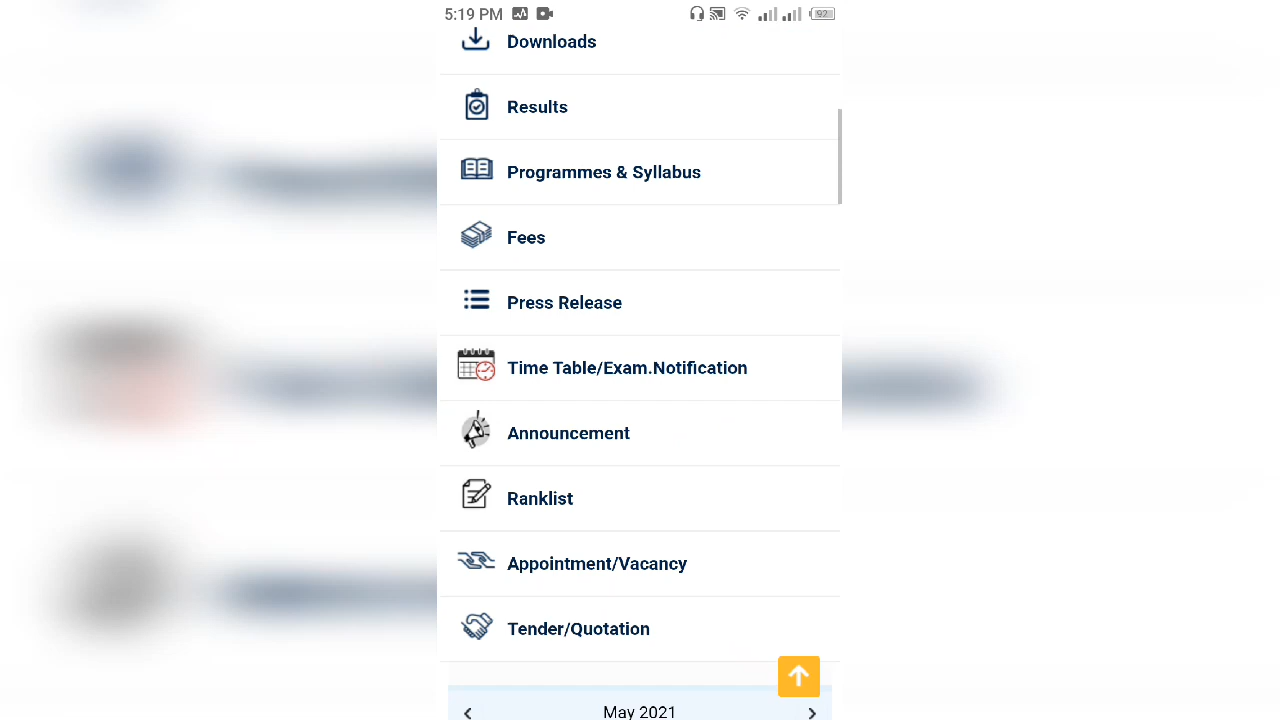 5:19 PM
92
Downloads
Results
Programmes & Syllabus
Fees
Press Release
Time Table/Exam.Notification
Announcement
Ranklist
Appointment/Vacancy
Tender/Quotation
May 2021